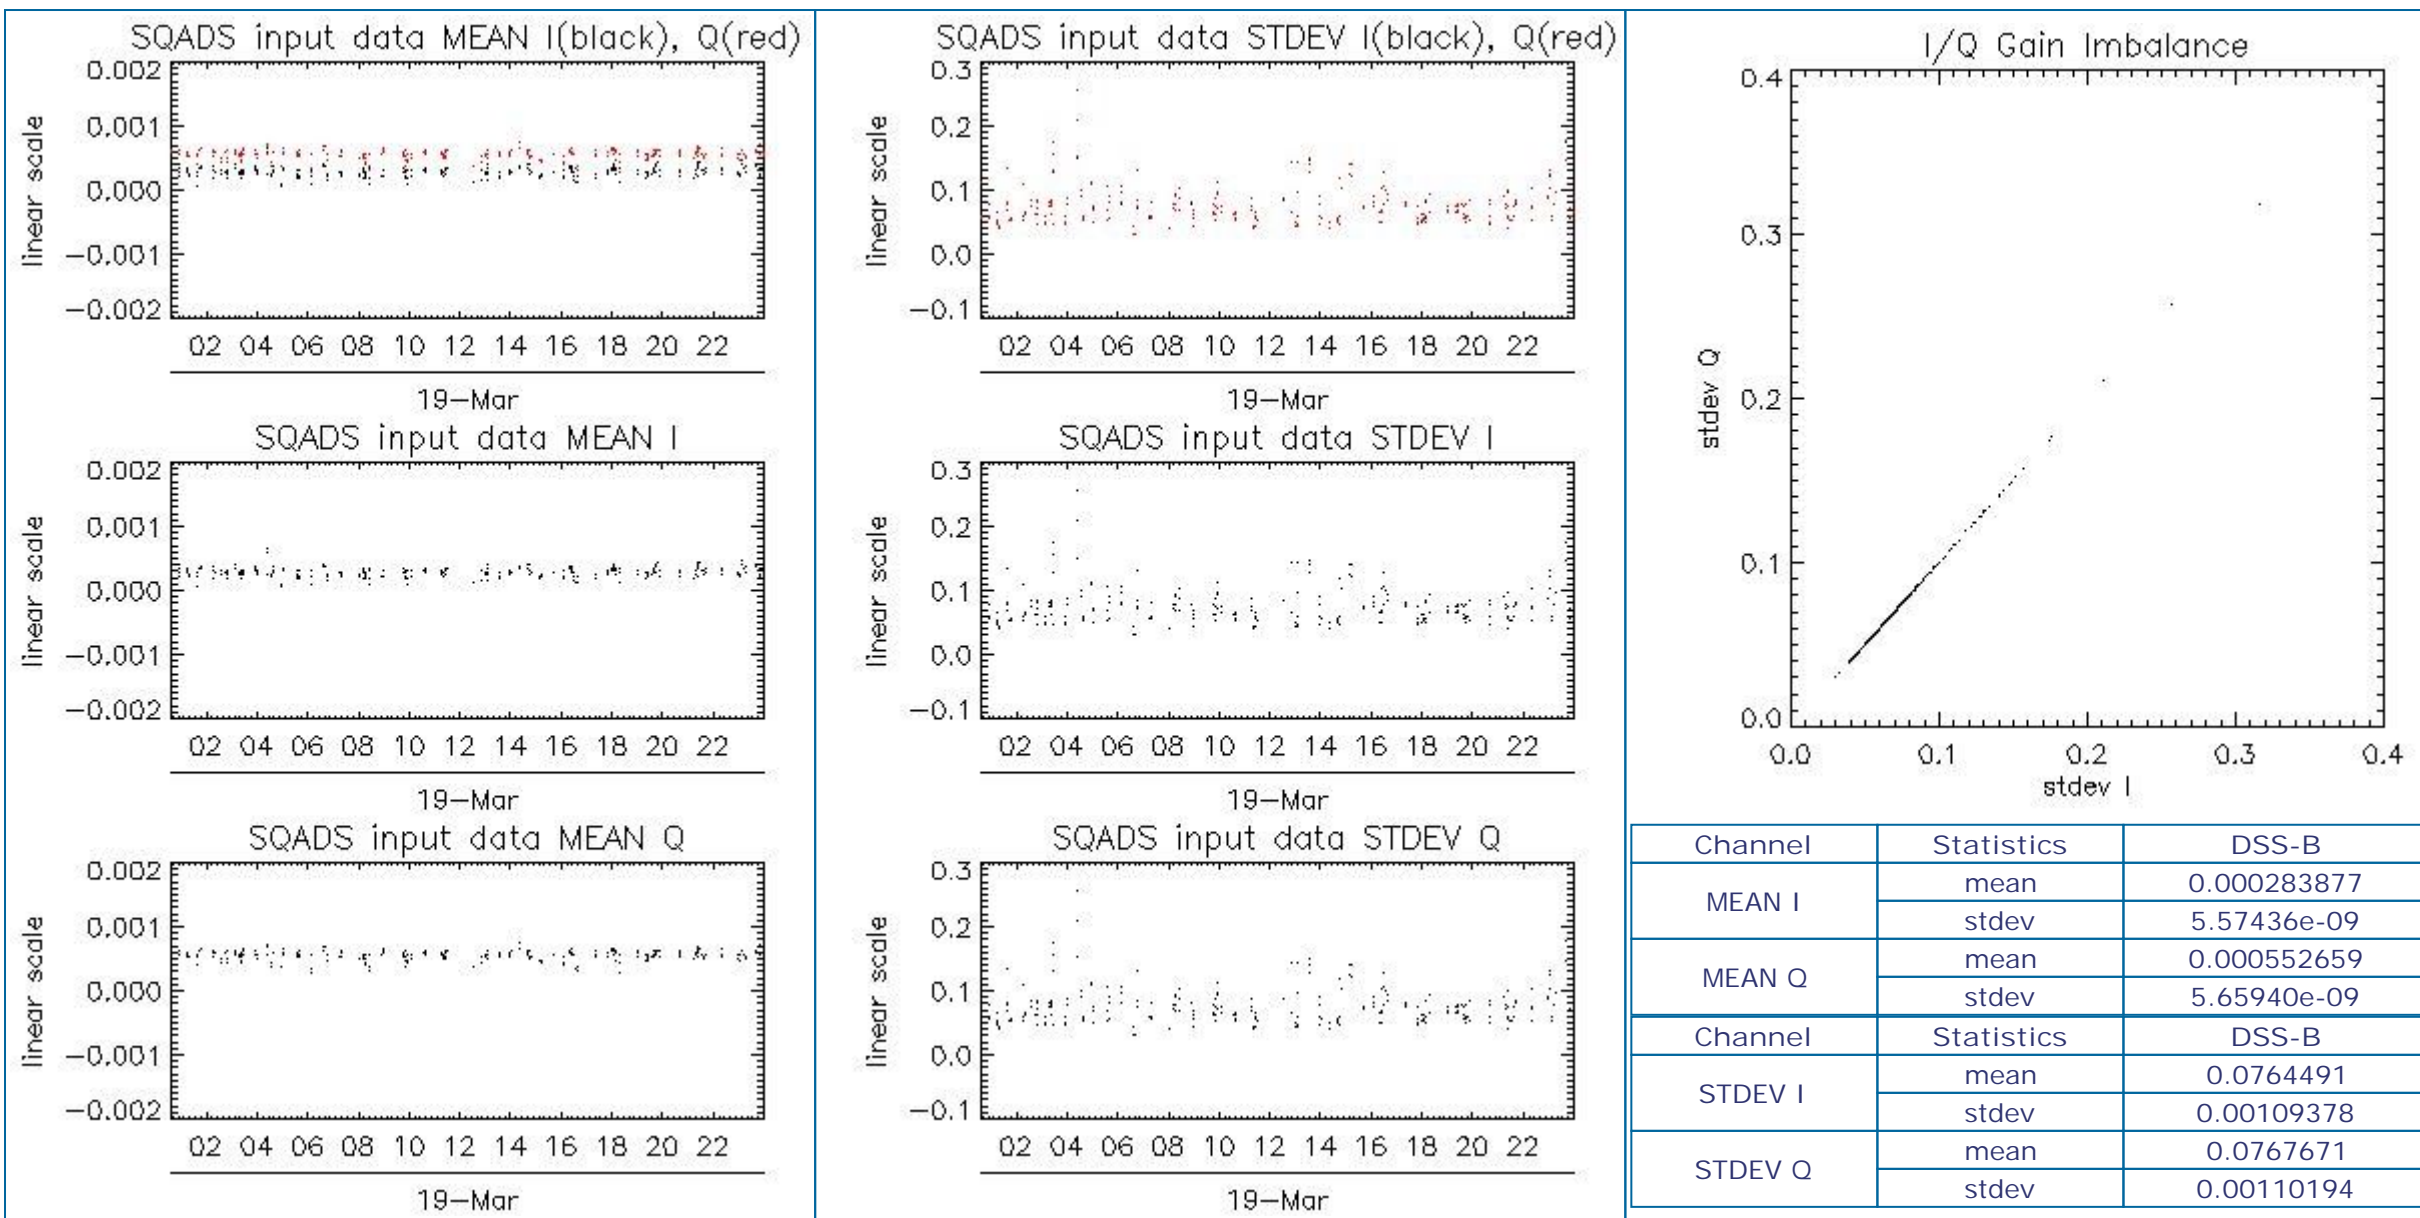 SQADS input data MEAN I(black), Q(red)
linear scale
0.002
0.001
0.000
−0.001
−0.002
02 04 06 08 10 12 14 16 18 20 22
19−Mar
SQADS input data MEAN I
linear scale
0.002
0.001
0.000
−0.001
−0.002
02 04 06 08 10 12 14 16 18 20 22
19−Mar
SQADS input data MEAN Q
linear scale
0.002
0.001
0.000
−0.001
−0.002
02 04 06 08 10 12 14 16 18 20 22
19−Mar
SQADS input data STDEV I(black), Q(red)
linear scale
0.3
0.2
0.1
0.0
−0.1
02 04 06 08 10 12 14 16 18 20 22
19−Mar
SQADS input data STDEV I
linear scale
0.3
0.2
0.1
0.0
−0.1
02 04 06 08 10 12 14 16 18 20 22
19−Mar
SQADS input data STDEV Q
linear scale
0.3
0.2
0.1
0.0
−0.1
02 04 06 08 10 12 14 16 18 20 22
19−Mar
I/Q Gain Imbalance
stdev Q
0.4
0.3
0.2
0.1
0.0
0.0 0.1 0.2 0.3 0.4
stdev I
Channel Statistics DSS-B
MEAN I mean 0.000283877
stdev 5.57436e-09
MEAN Q mean 0.000552659
stdev 5.65940e-09
Channel Statistics DSS-B
STDEV I mean 0.0764491
stdev 0.00109378
STDEV Q mean 0.0767671
stdev 0.00110194